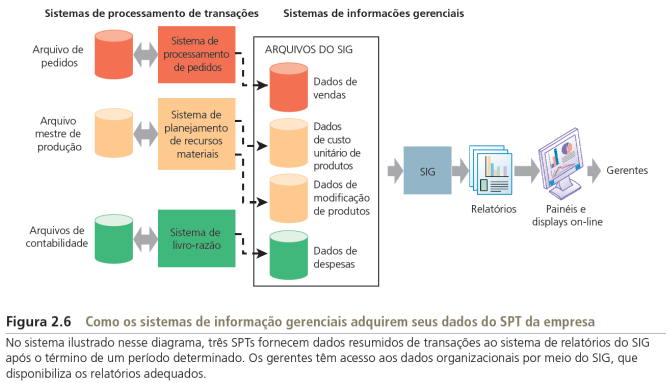 Sistemas de processamento de transações
Sistemas de informacões gerenciais
Arquivo de
pedidos
Sistema de
processamento
de pedidos
ARQUIVOS DO SIG
Dados de
vendas
Arquivo
mestre de
produção
Sistema de
planejamento
de recursos
materiais
Dados
de custo
unitário de
produtos
Dados de
modificação
de produtos
Arquivos de
contabilidade
Sistema de
livro-razão
Dados de
despesas
SIG
Relatórios
Painéis e
displays on-line
Gerentes
Figura 2.6 Como os sistemas de informação gerenciais adquirem seus dados do SPT da empresa
No sistema ilustrado nesse diagrama, três SPTs fornecem dados resumidos de transações ao sistema de relatórios do SIG
após o término de um período determinado. Os gerentes têm acesso aos dados organizacionais por meio do SIG, que
disponibiliza os relatórios adequados.